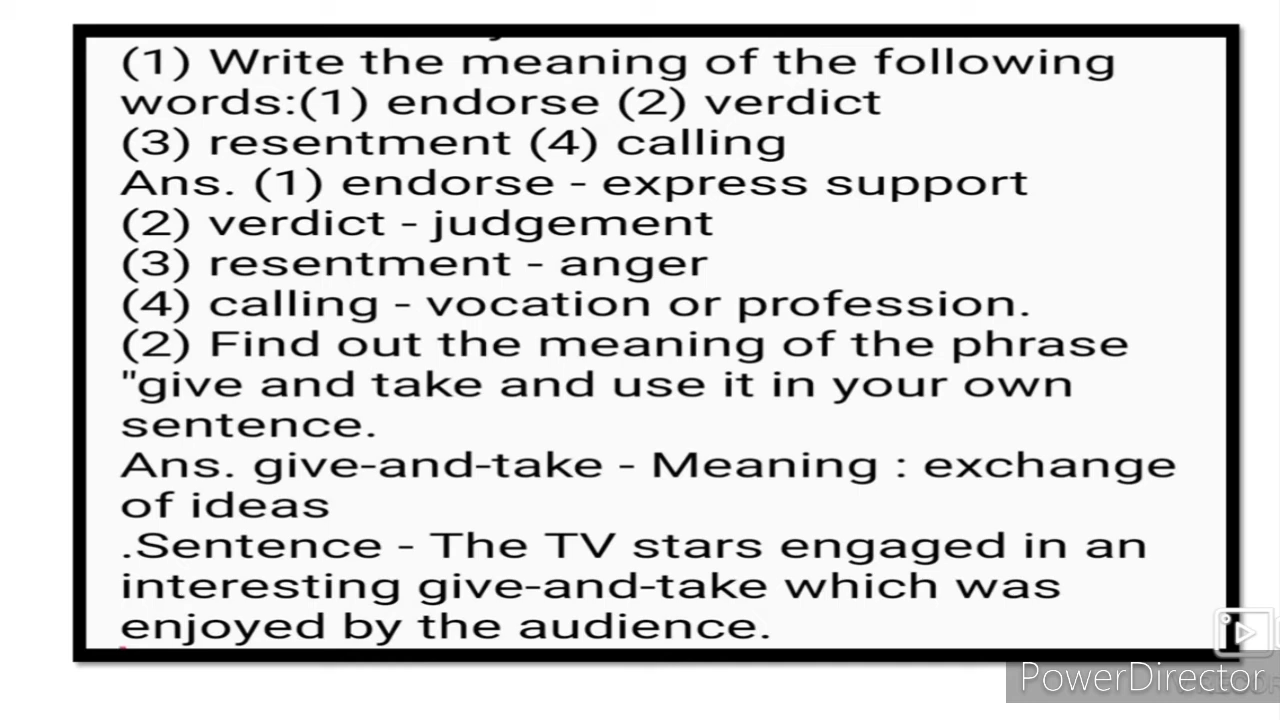 (1) Write the meaning of the following
words:(1) endorse (2) verdict
(3) resentment (4) calling
Ans. (1) endorse - express support
(2) verdict - judgement
(3) resentment - anger
(4) calling - vocation or profession.
(2) Find out the meaning of the phrase
"give and take and use it in your own
sentence.
Ans. give-and-take - Meaning : exchange
of ideas
.Sentence - The TV stars engaged in an
interesting give-and-take which was
enjoyed by the audience.
PowerDirector